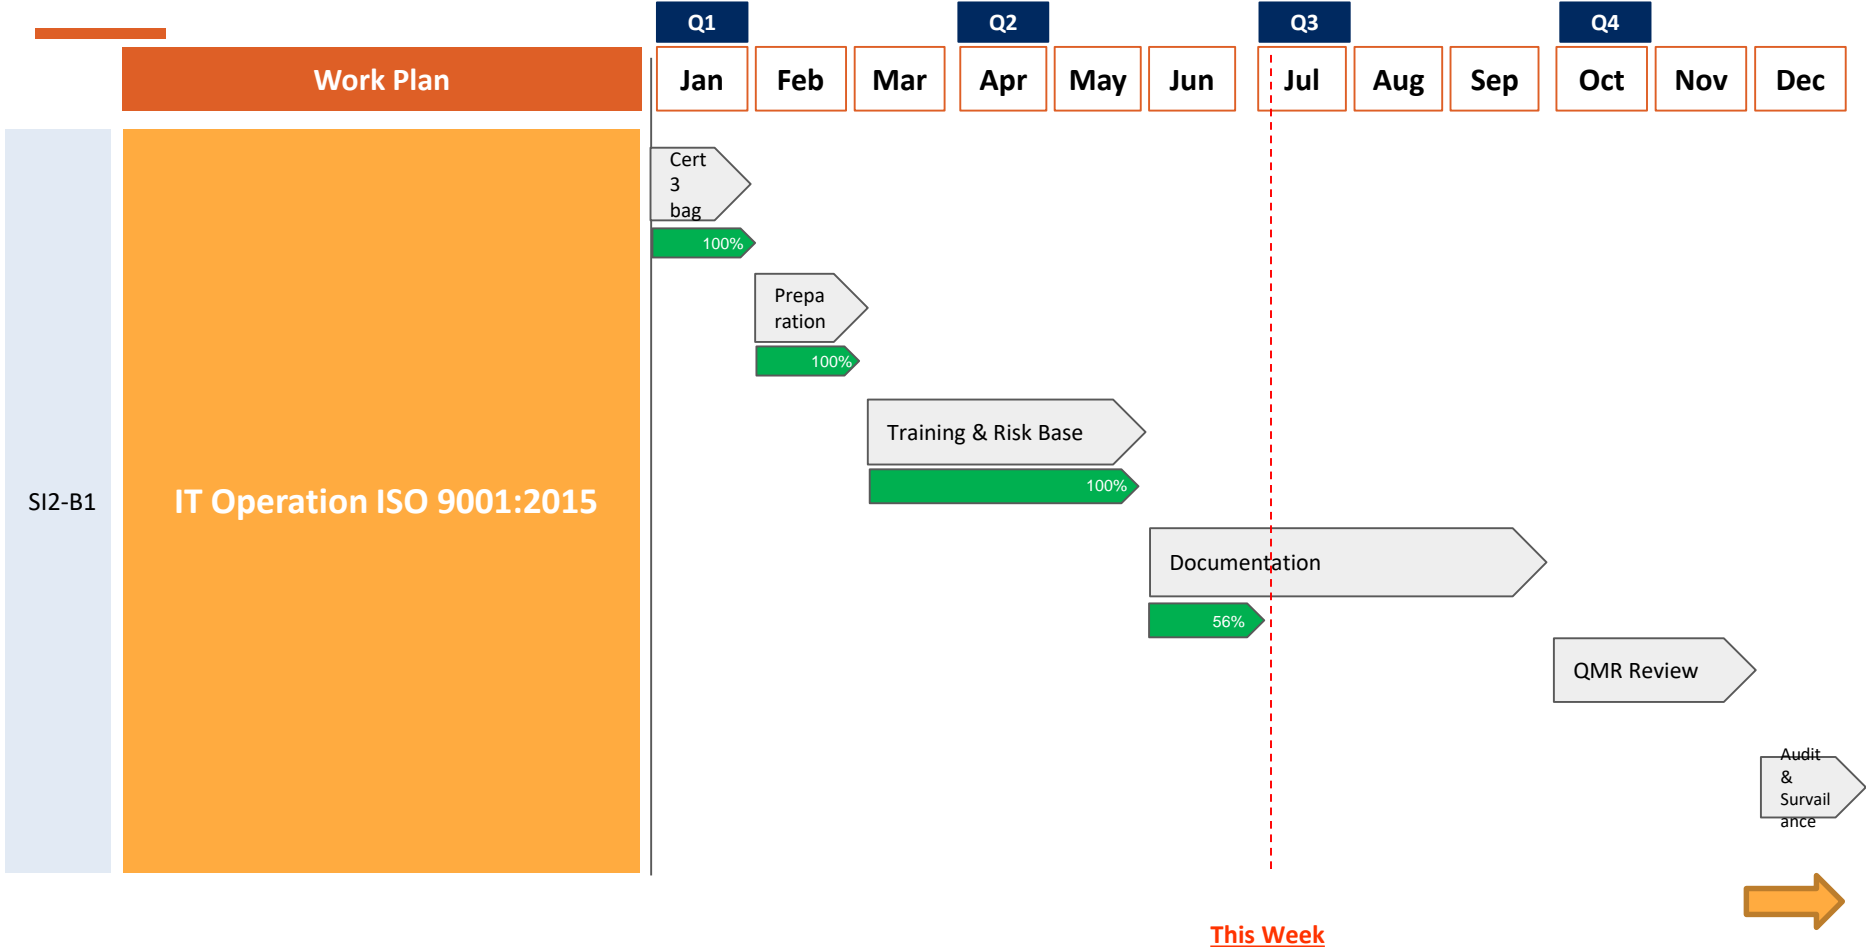 Q1 Q2 Q3 Q4
Work Plan Jan Feb Mar Apr May Jun Jul Aug Sep Oct Nov Dec
Cert
3
bag
100%
Prepa
ration
100%
Training & Risk Base
100%
SI2-B1
IT Operation ISO 9001:2015
Documentation
56%
QMR Review
Audit
&
Survail
ance
This Week